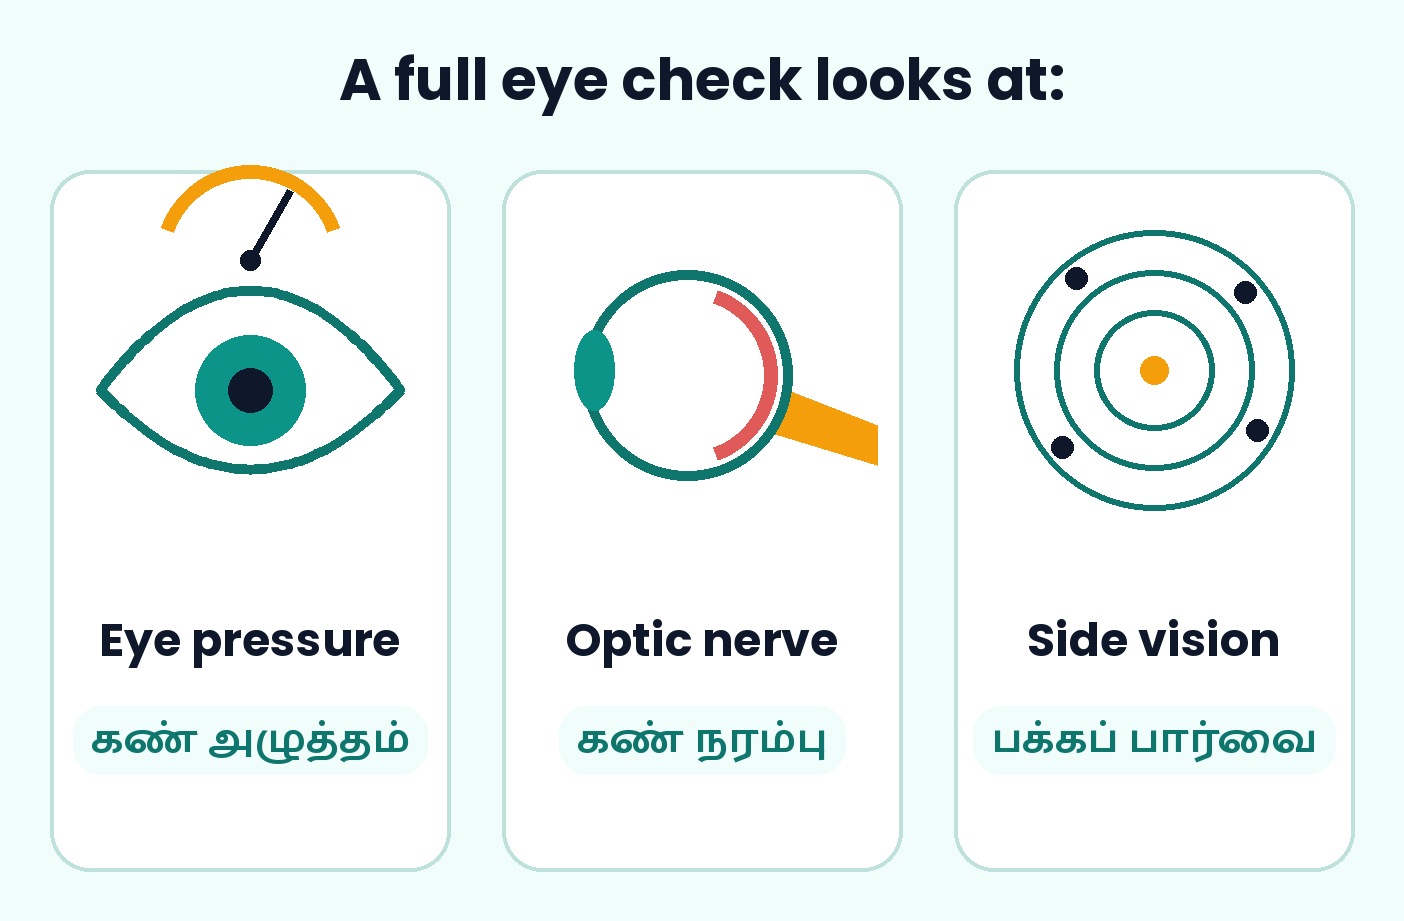 A full eye check looks at:
Eye pressure
கண் அழுத்தம்
Optic nerve
கண் நரம்பு
Side vision
பக்கப் பார்வை